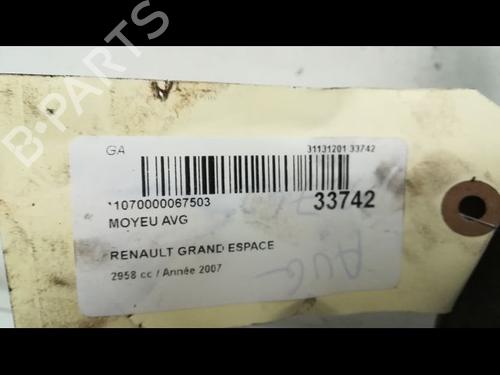 GA
31131201 33742
*1070000067503
33742
MOYEU AVG
RENAULT GRAND ESPACE
2958 cc / Année 2007
AVG
B-PARTS